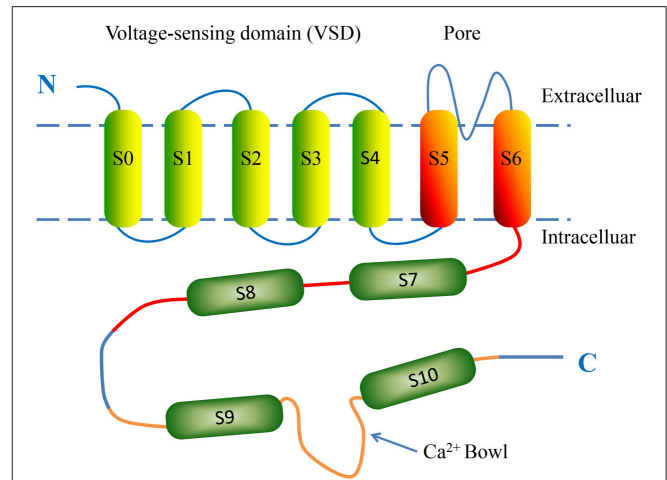 Voltage-sensing domain (VSD) Pore
N
Extracelluar
S0 S1 S2 S3 S4 S5 S6
Intracelluar
S8 S7
S9 S10 C
Ca²⁺ Bowl